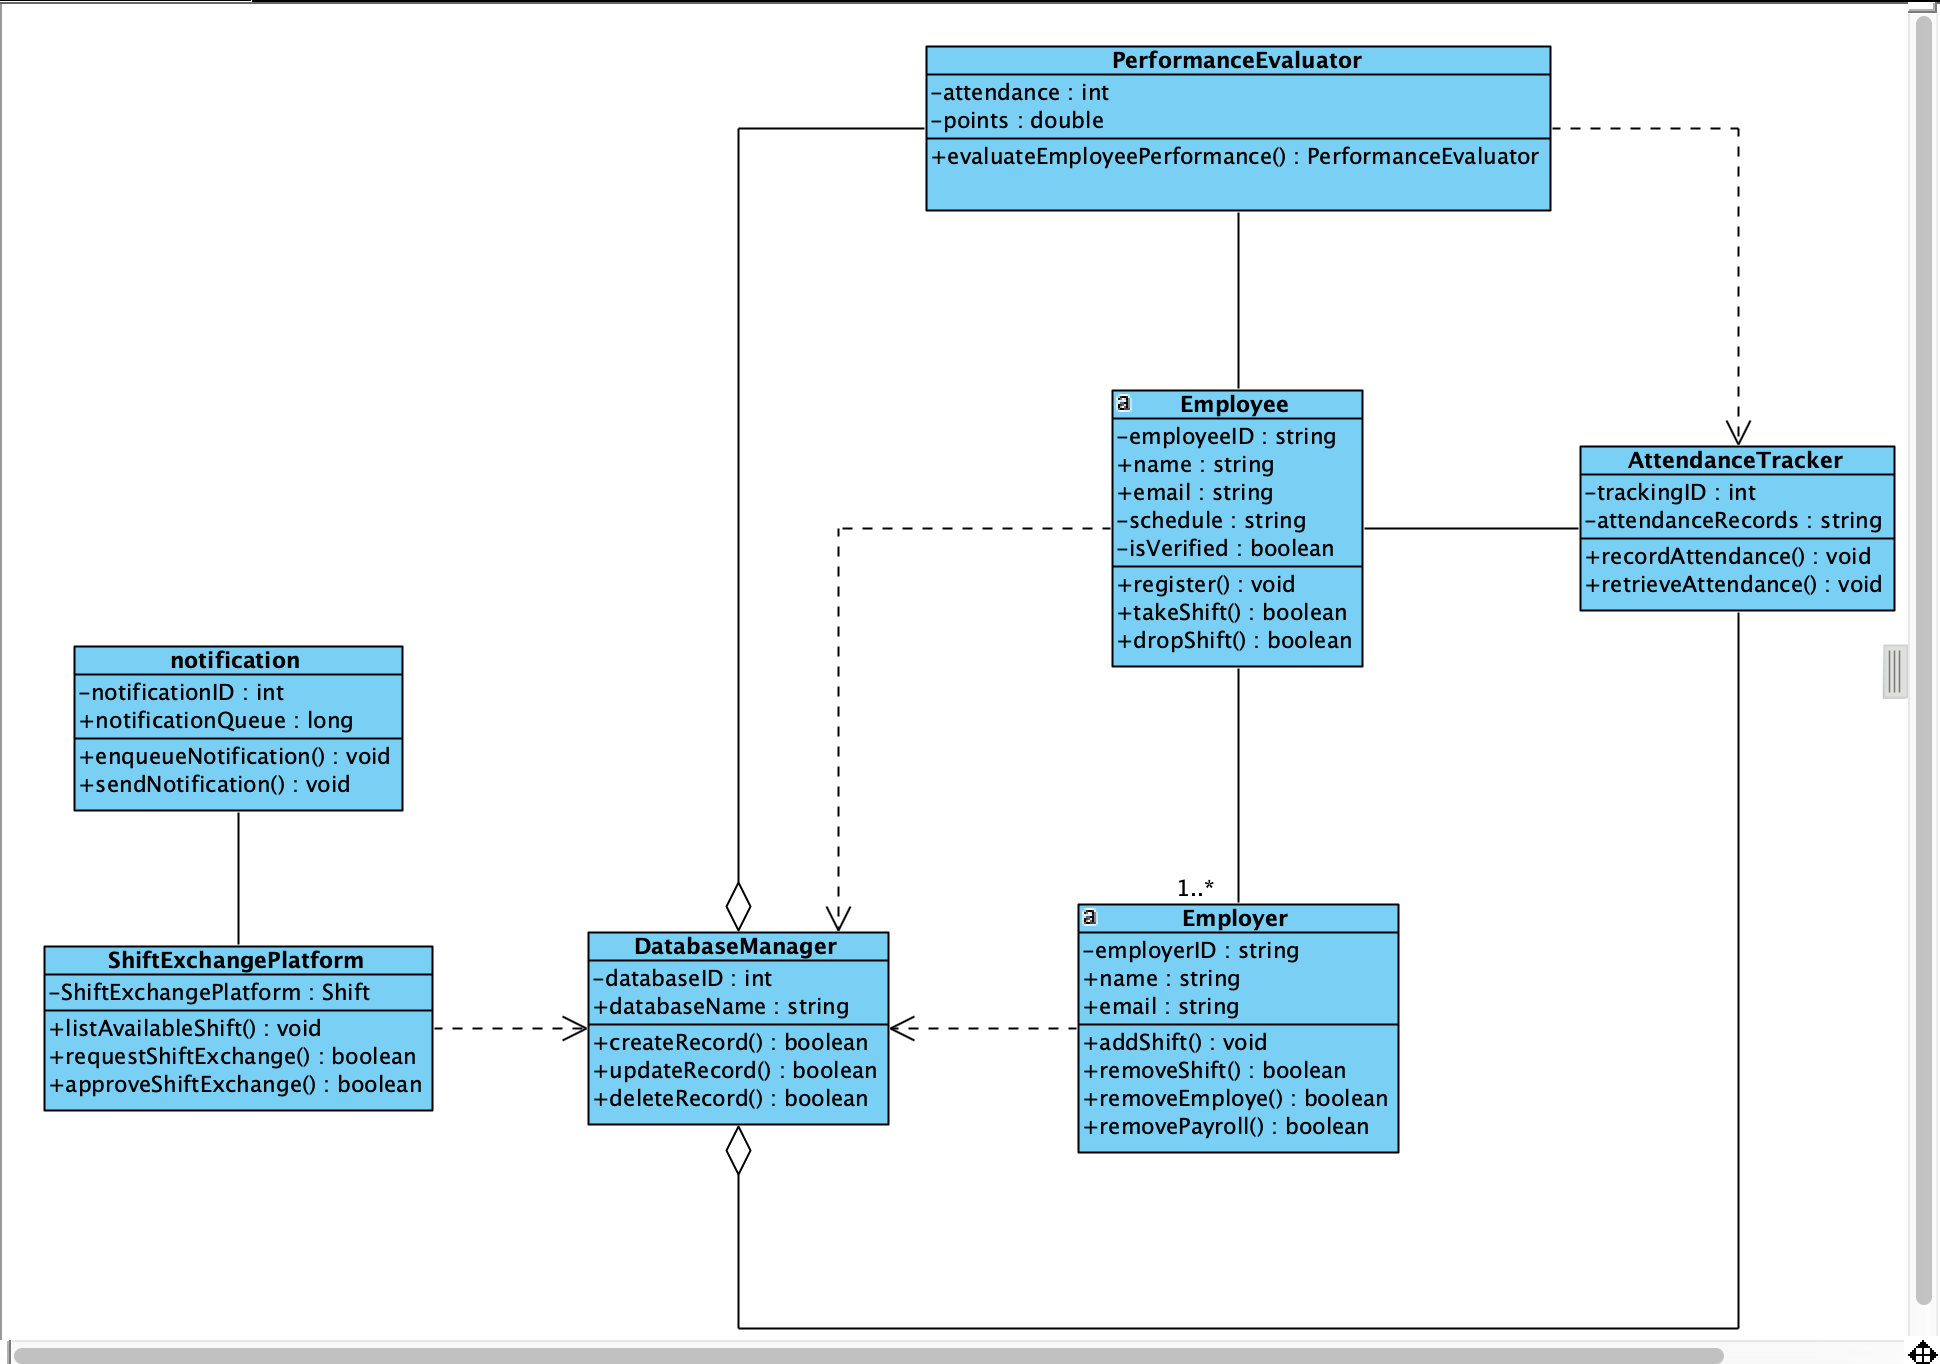 PerformanceEvaluator
-attendance : int
-points : double
+evaluateEmployeePerformance() : PerformanceEvaluator
a
Employee
-employeeID : string
+name : string
+email : string
-schedule : string
-isVerified : boolean
+register() : void
+takeShift() : boolean
+dropShift() : boolean
AttendanceTracker
-trackingID : int
-attendanceRecords : string
+recordAttendance() : void
+retrieveAttendance() : void
notification
-notificationID : int
+notificationQueue : long
+enqueueNotification() : void
+sendNotification() : void
ShiftExchangePlatform
-ShiftExchangePlatform : Shift
+listAvailableShift() : void
+requestShiftExchange() : boolean
+approveShiftExchange() : boolean
DatabaseManager
-databaseID : int
+databaseName : string
+createRecord() : boolean
+updateRecord() : boolean
+deleteRecord() : boolean
1..*
a
Employer
-employerID : string
+name : string
+email : string
+addShift() : void
+removeShift() : boolean
+removeEmploye() : boolean
+removePayroll() : boolean